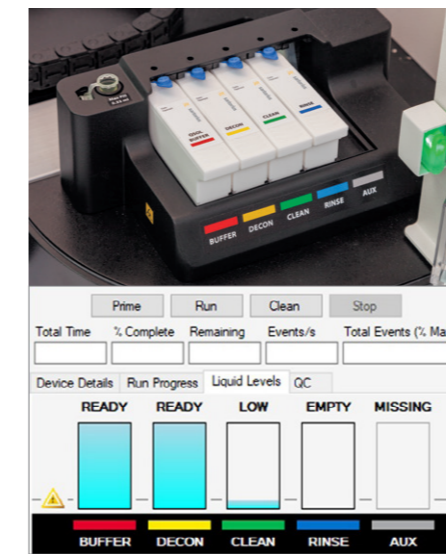 COOL
BUFFER
DECON
CLEAN
RINSE
BUFFER
DECON
CLEAN
RINSE
AUX
Prime
Run
Clean
Stop
Total Time
% Complete
Remaining
Events/s
Total Events (% Ma
Device Details
Run Progress
Liquid Levels
QC
READY
READY
LOW
EMPTY
MISSING
BUFFER
DECON
CLEAN
RINSE
AUX